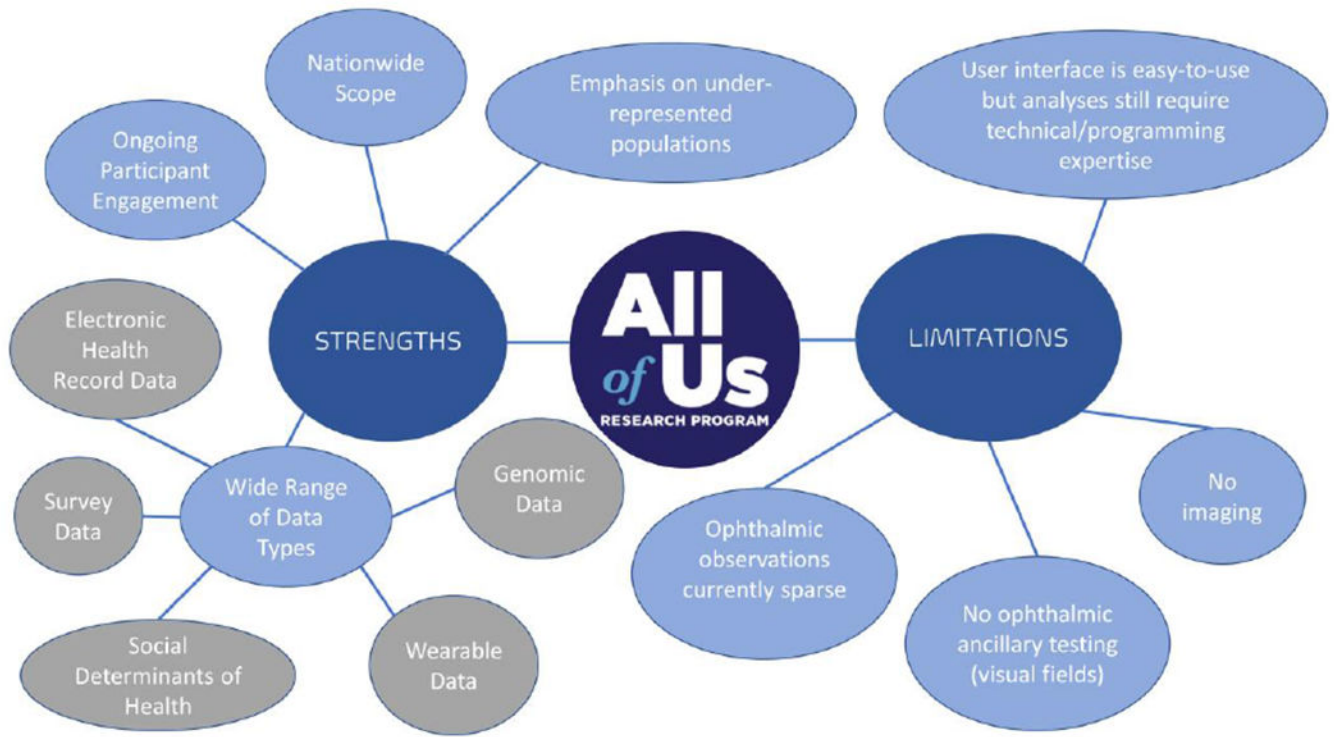 Nationwide
Scope
Emphasis on under-
represented
populations
User interface is easy-to-use
but analyses still require
technical/programming
expertise
Ongoing
Participant
Engagement
STRENGTHS
All
of Us
RESEARCH PROGRAM
LIMITATIONS
Electronic
Health
Record Data
Survey
Data
Wide Range
of Data
Types
Genomic
Data
Social
Determinants of
Health
Wearable
Data
Ophthalmic
observations
currently sparse
No ophthalmic
ancillary testing
(visual fields)
No
imaging